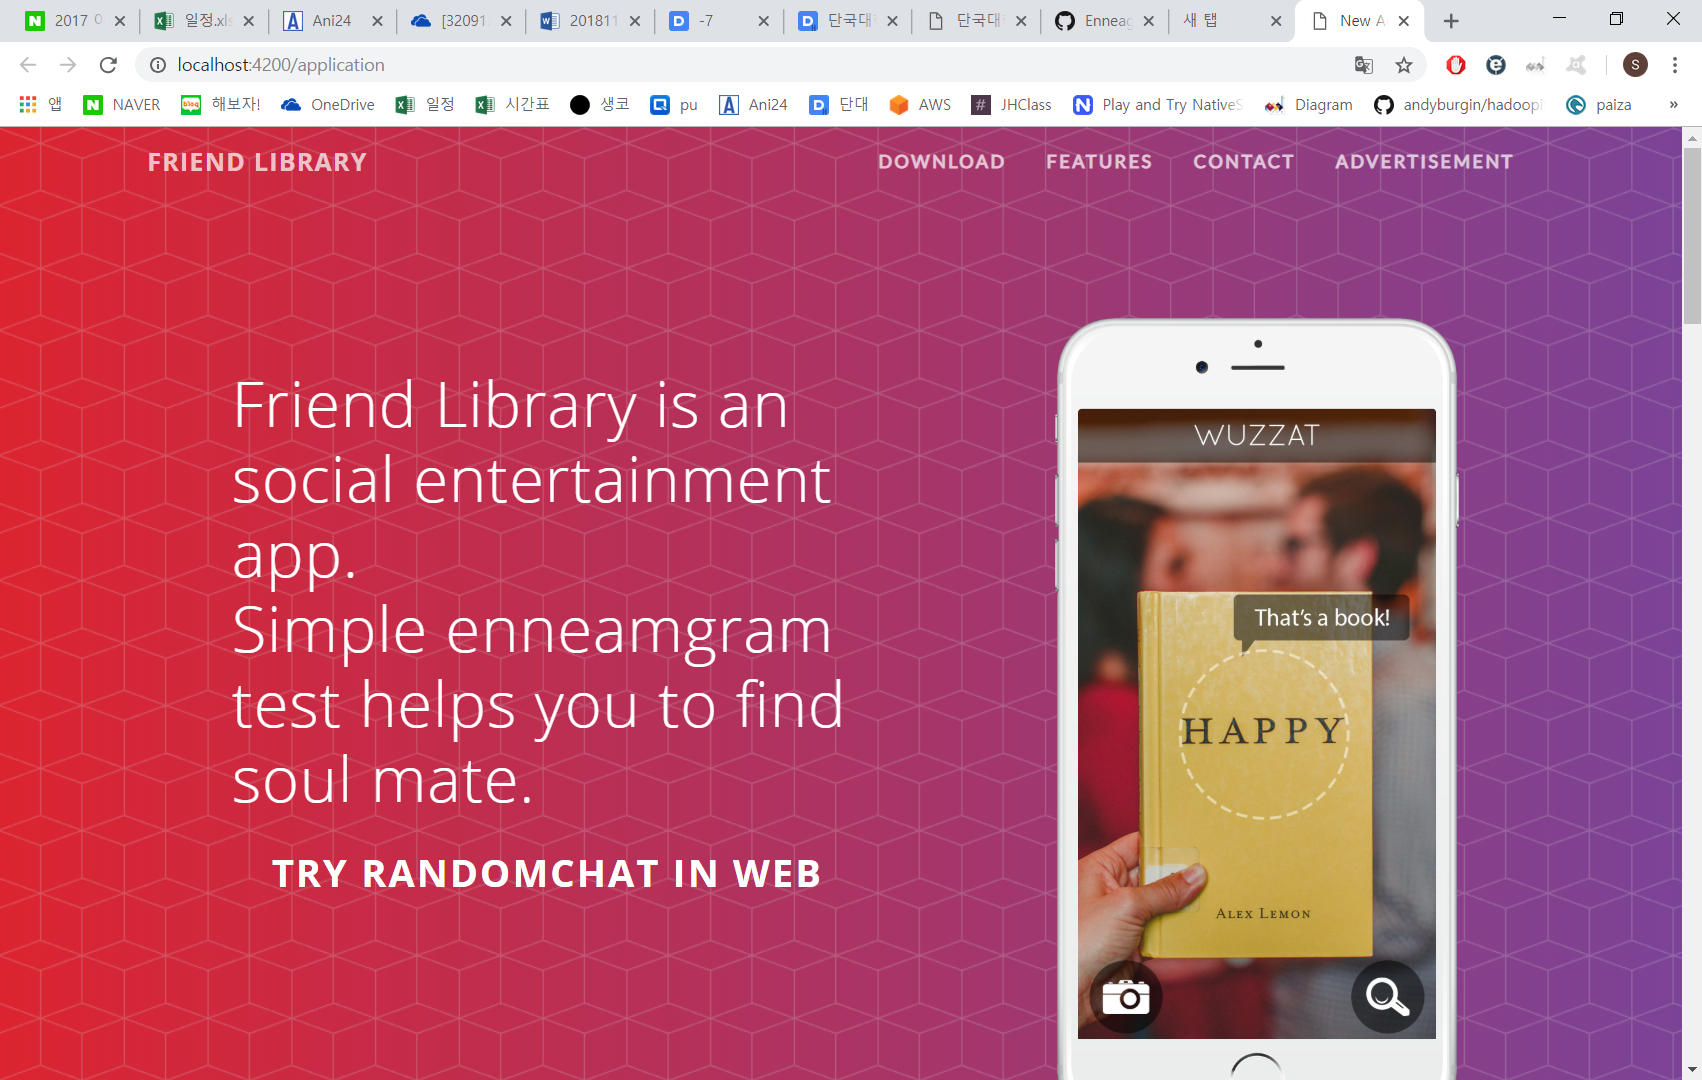 2017
일정.xls
Ani24
[32091
201811
-7
단국대
단국대
Enneag
새 탭
New A
localhost:4200/application
S
앱
NAVER
해보자!
OneDrive
일정
시간표
생코
pu
Ani24
단대
AWS
JHClass
Play and Try NativeS
Diagram
andyburgin/hadoopi
paiza
»
FRIEND LIBRARY
DOWNLOAD
FEATURES
CONTACT
ADVERTISEMENT
Friend Library is an
social entertainment
app.
Simple enneamgram
test helps you to find
soul mate.
TRY RANDOMCHAT IN WEB
WUZZAT
That's a book!
HAPPY
ALEX LEMON